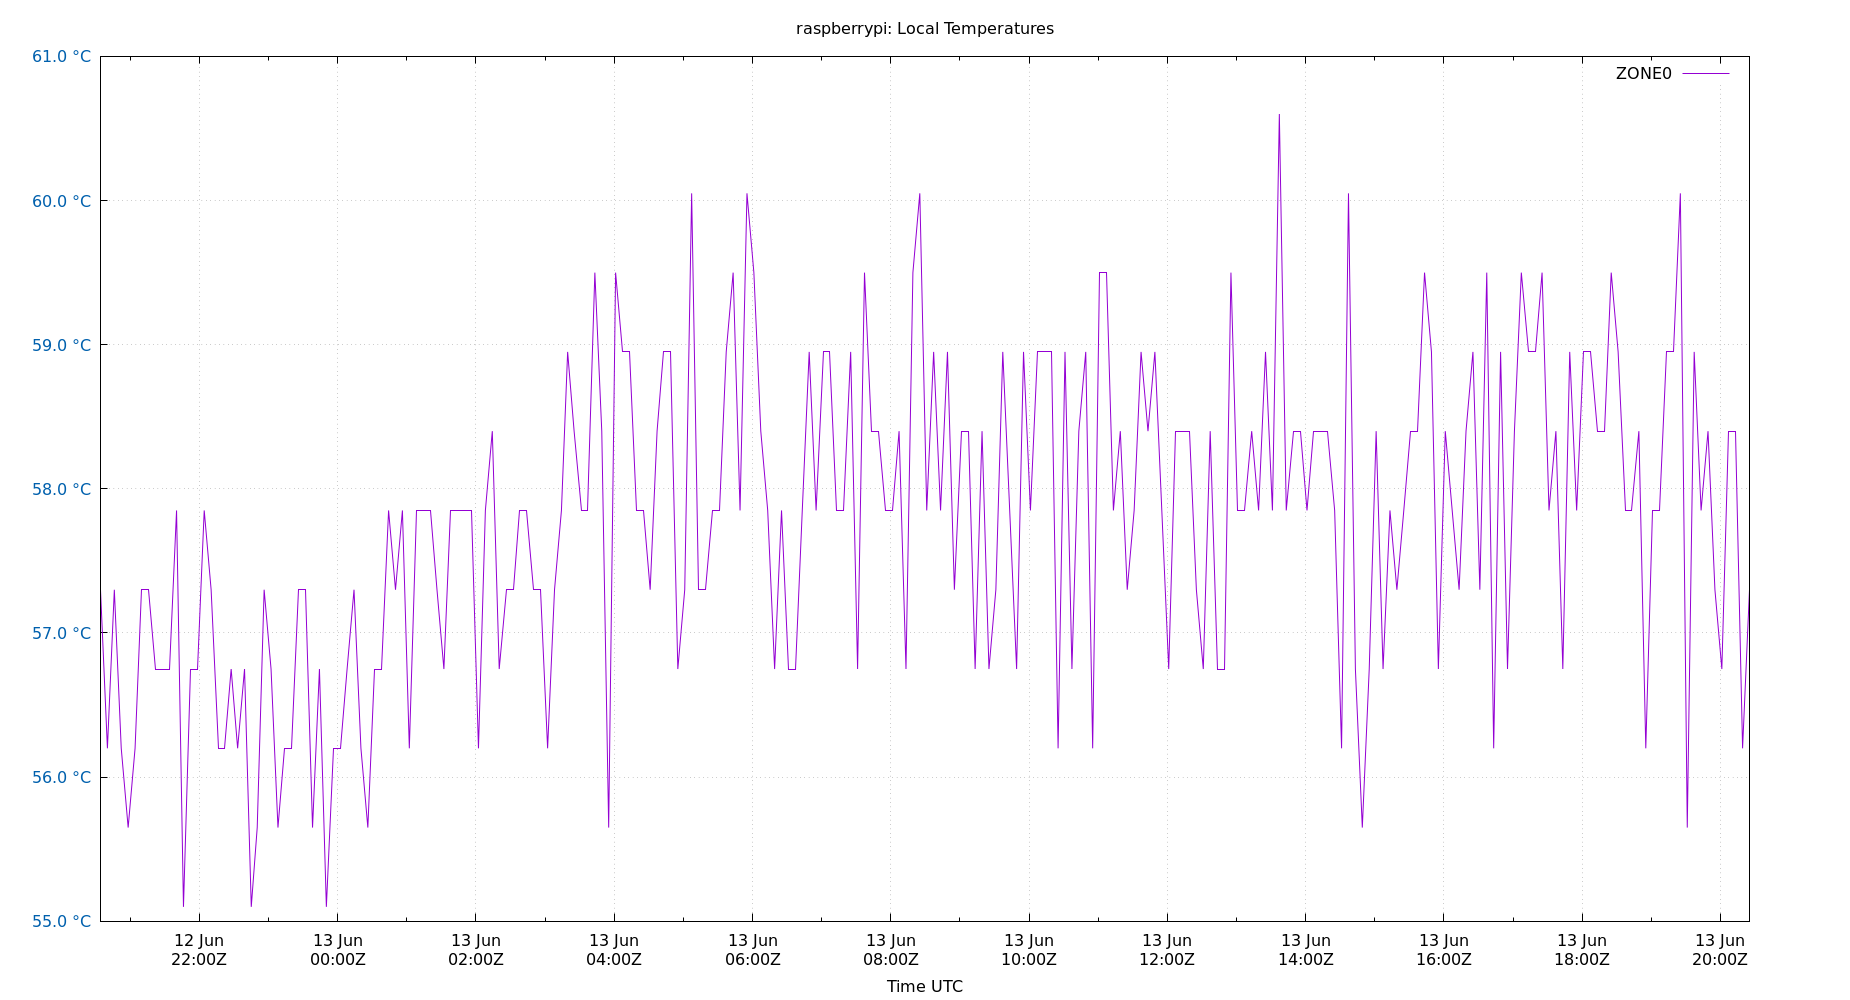 raspberrypi: Local Temperatures
61.0 °C
ZONE0
60.0 °C
59.0 °C
58.0 °C
57.0 °C
56.0 °C
55.0 °C
12 Jun 13 Jun 13 Jun 13 Jun 13 Jun 13 Jun 13 Jun 13 Jun 13 Jun 13 Jun 13 Jun 13 Jun
22:00Z 00:00Z 02:00Z 04:00Z 06:00Z 08:00Z 10:00Z 12:00Z 14:00Z 16:00Z 18:00Z 20:00Z
Time UTC